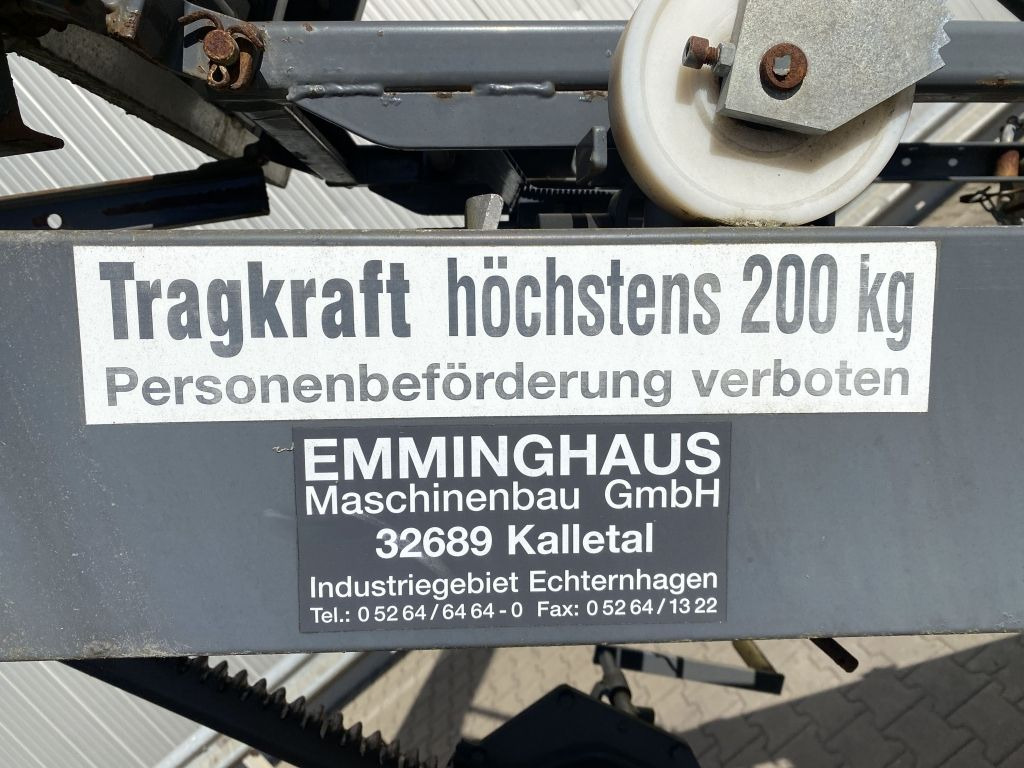 Tragkraft höchstens 200 kg
Personenbeförderung verboten
EMMINGHAUS
Maschinenbau GmbH
32689 Kalletal
Industriegebiet Echternhagen
Tel.: 0 52 64 / 64 64 - 0 Fax: 0 52 64 / 13 22